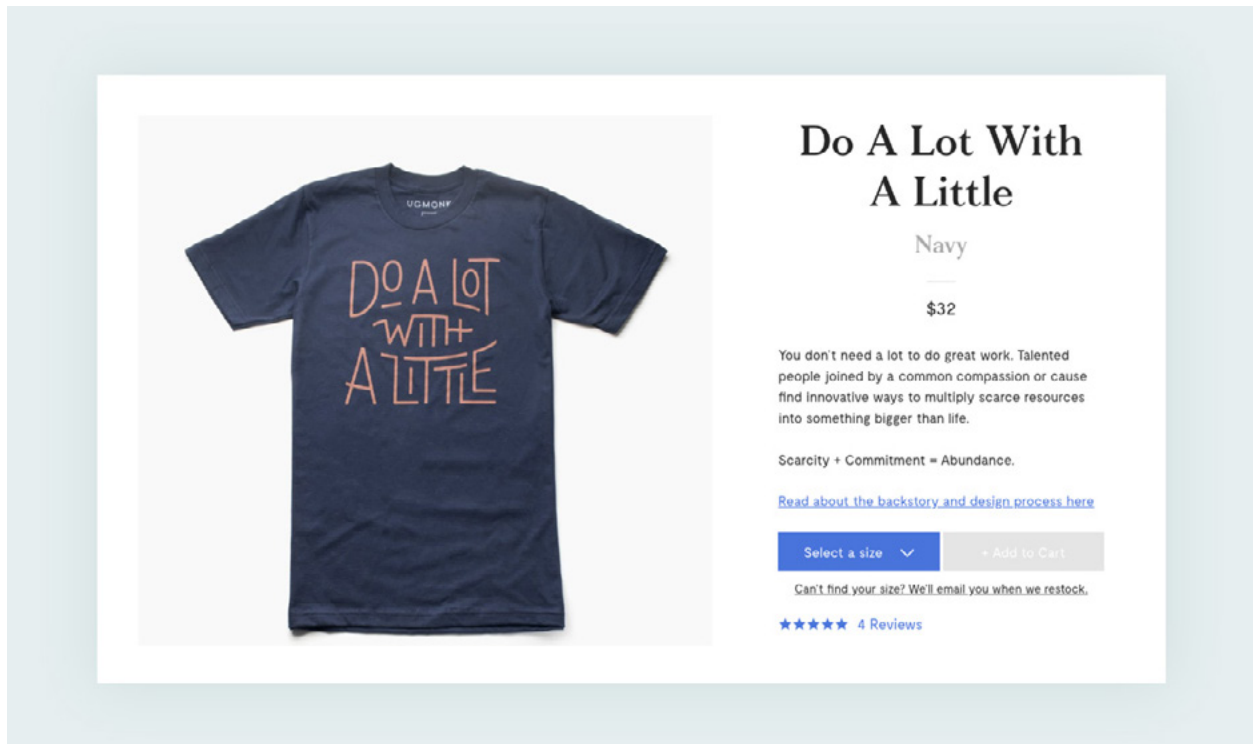 UGMONK
DO A LOT
WITH
A LITTLE
Do A Lot With
A Little
Navy
$32
You don't need a lot to do great work. Talented
people joined by a common compassion or cause
find innovative ways to multiply scarce resources
into something bigger than life.
Scarcity + Commitment = Abundance.
Read about the backstory and design process here
Select a size
+ Add to Cart
Can't find your size? We'll email you when we restock.
★★★★★ 4 Reviews